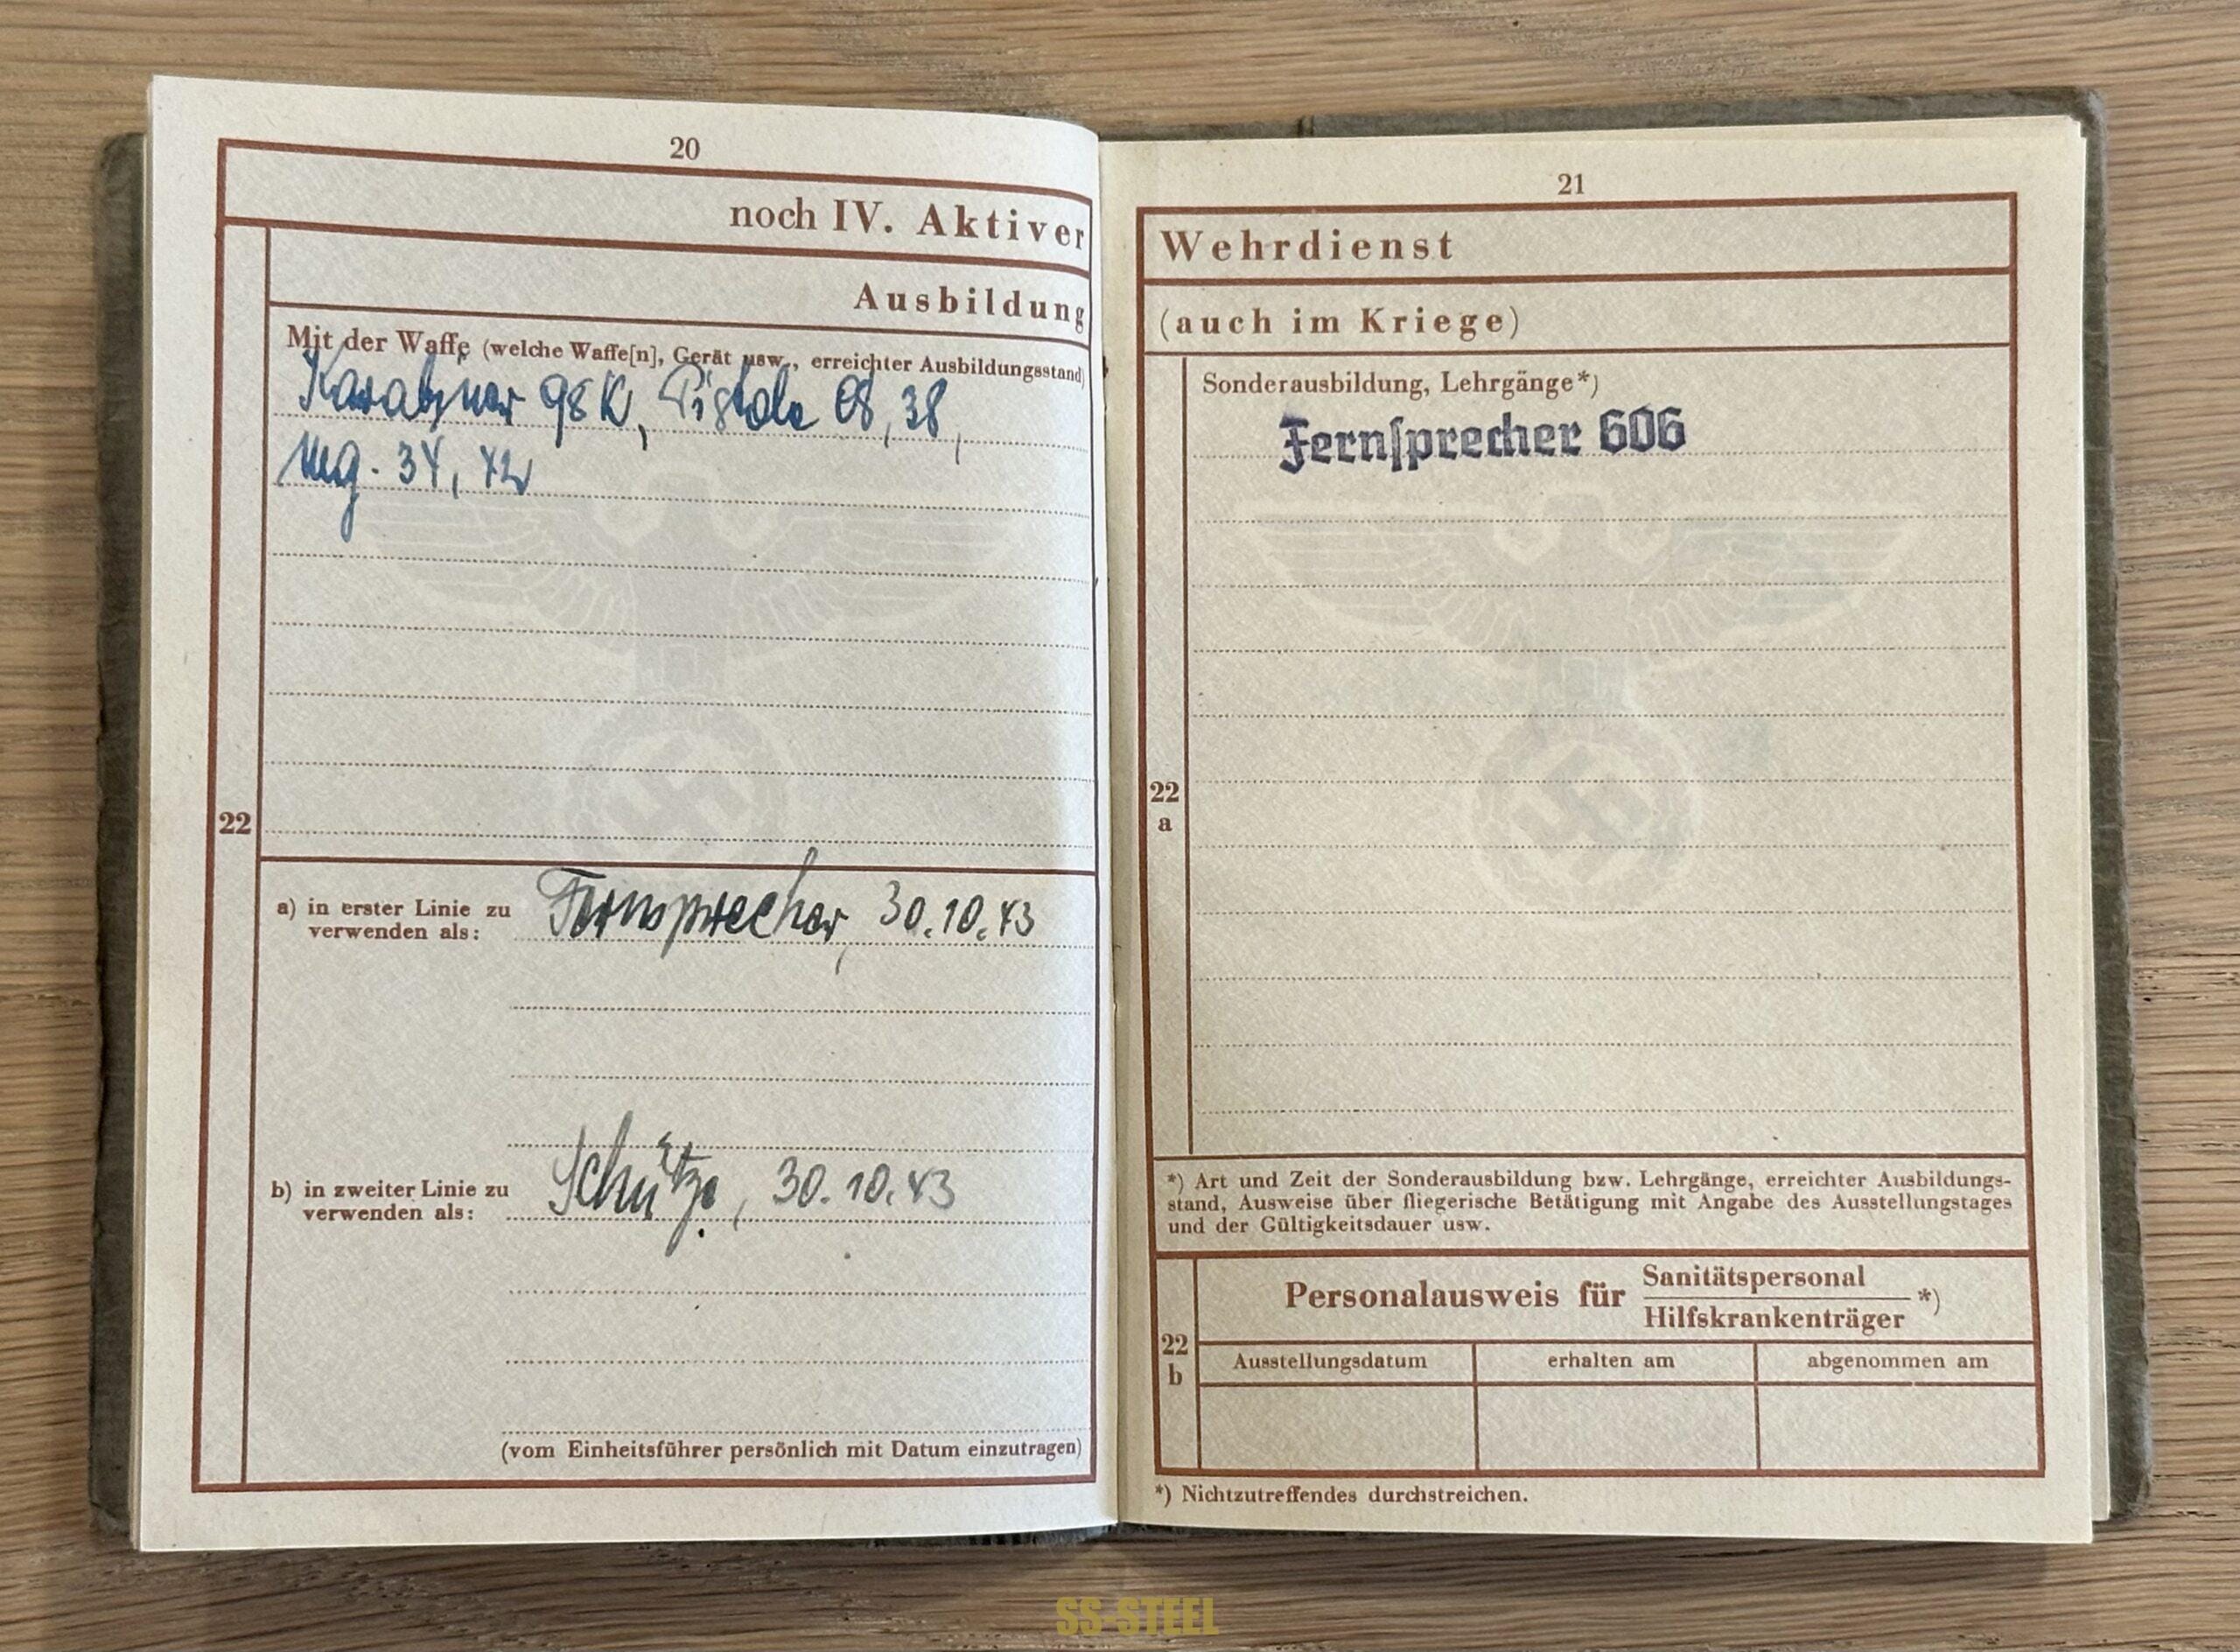 20
noch IV. Aktiver
Ausbildung
Mit der Waffe (welche Waffe[n], Gerät usw., erreichter Ausbildungsstand)
Karabiner 98K, Pistole 08, 38,
Mg. 34, 42
22
a) in erster Linie zu
verwenden als:
Fernsprecher, 30.10.43
b) in zweiter Linie zu
verwenden als:
Schütze, 30.10.43
(vom Einheitsführer persönlich mit Datum einzutragen)
21
Wehrdienst
(auch im Kriege)
Sonderausbildung, Lehrgänge*)
Fernsprecher 606
22
a
*) Art und Zeit der Sonderausbildung bzw. Lehrgänge, erreichter Ausbildungs-
stand, Ausweise über fliegerische Betätigung mit Angabe des Ausstellungstages
und der Gültigkeitsdauer usw.
Personalausweis für Sanitätspersonal *)
Hilfskrankenträger
22
b
Ausstellungsdatum erhalten am abgenommen am
*) Nichtzutreffendes durchstreichen.
SS-STEEL